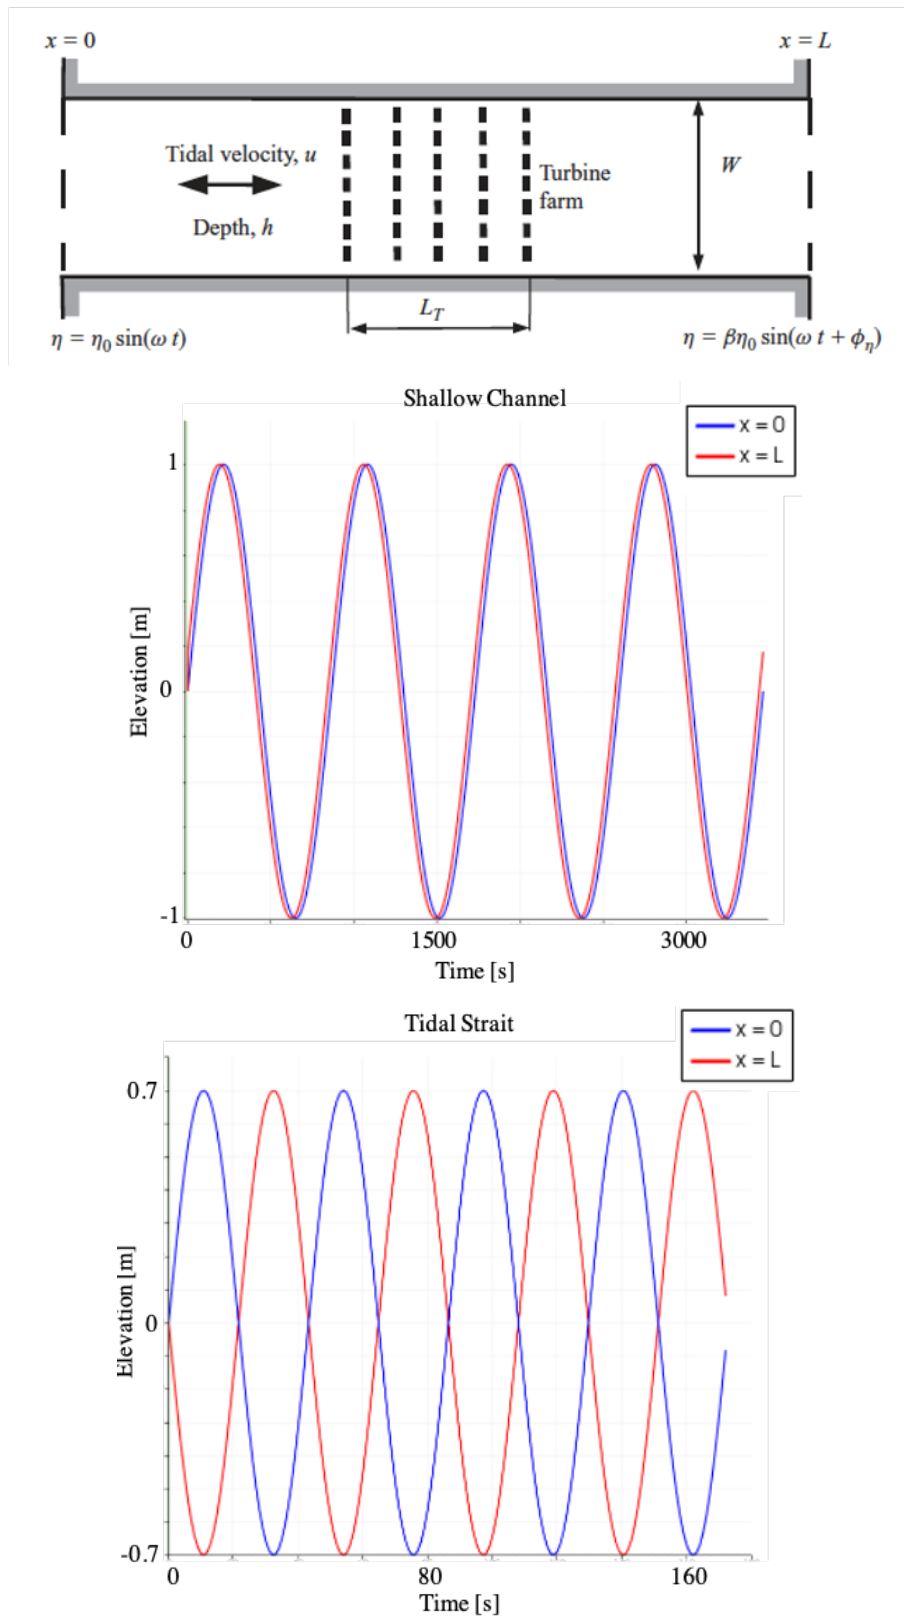 x = 0
x = L
Tidal velocity, u
Depth, h
Turbine
farm
W
L_T
η = η₀ sin(ω t)
η = βη₀ sin(ω t + ϕ_η)
Shallow Channel
x = 0
x = L
1
0
-1
Elevation [m]
0
1500
3000
Time [s]
Tidal Strait
x = 0
x = L
0.7
0
-0.7
Elevation [m]
0
80
160
Time [s]